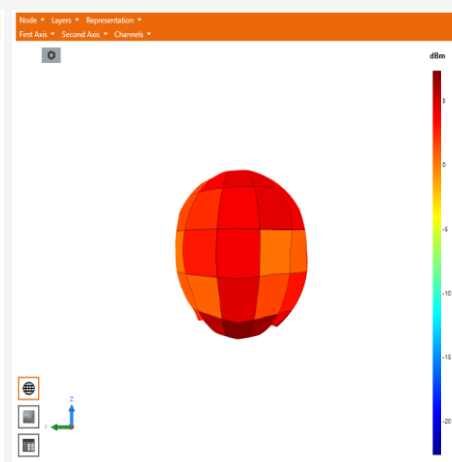 Node Layers Representation
First Axis Second Axis Channels
dBm
5
0
-5
-10
-15
-20
Z
Y